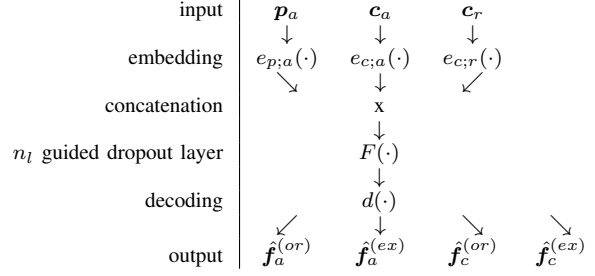 input p_a c_a c_r
↓ ↓ ↓
embedding e_{p;a}(·) e_{c;a}(·) e_{c;r}(·)
↘ ↓ ↙
concatenation x
↓
n_l guided dropout layer F(·)
↓
decoding d(·)
↙ ↓ ↘ ↘
output f̂_a^{(or)} f̂_a^{(ex)} f̂_c^{(or)} f̂_c^{(ex)}